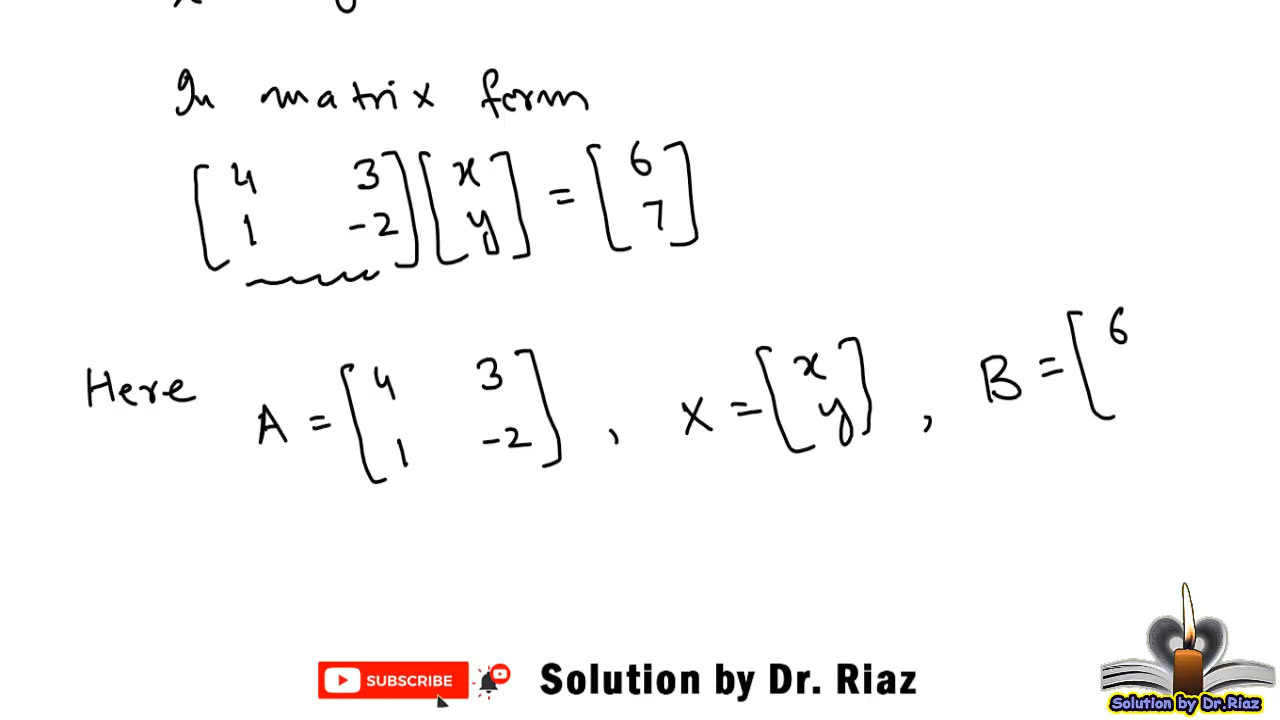 In matrix form
[4 3
1 -2] [x
y] = [6
7]
Here A = [4 3
1 -2] , X = [x
y] , B = [6
SUBSCRIBE
Solution by Dr. Riaz
Solution by Dr.Riaz